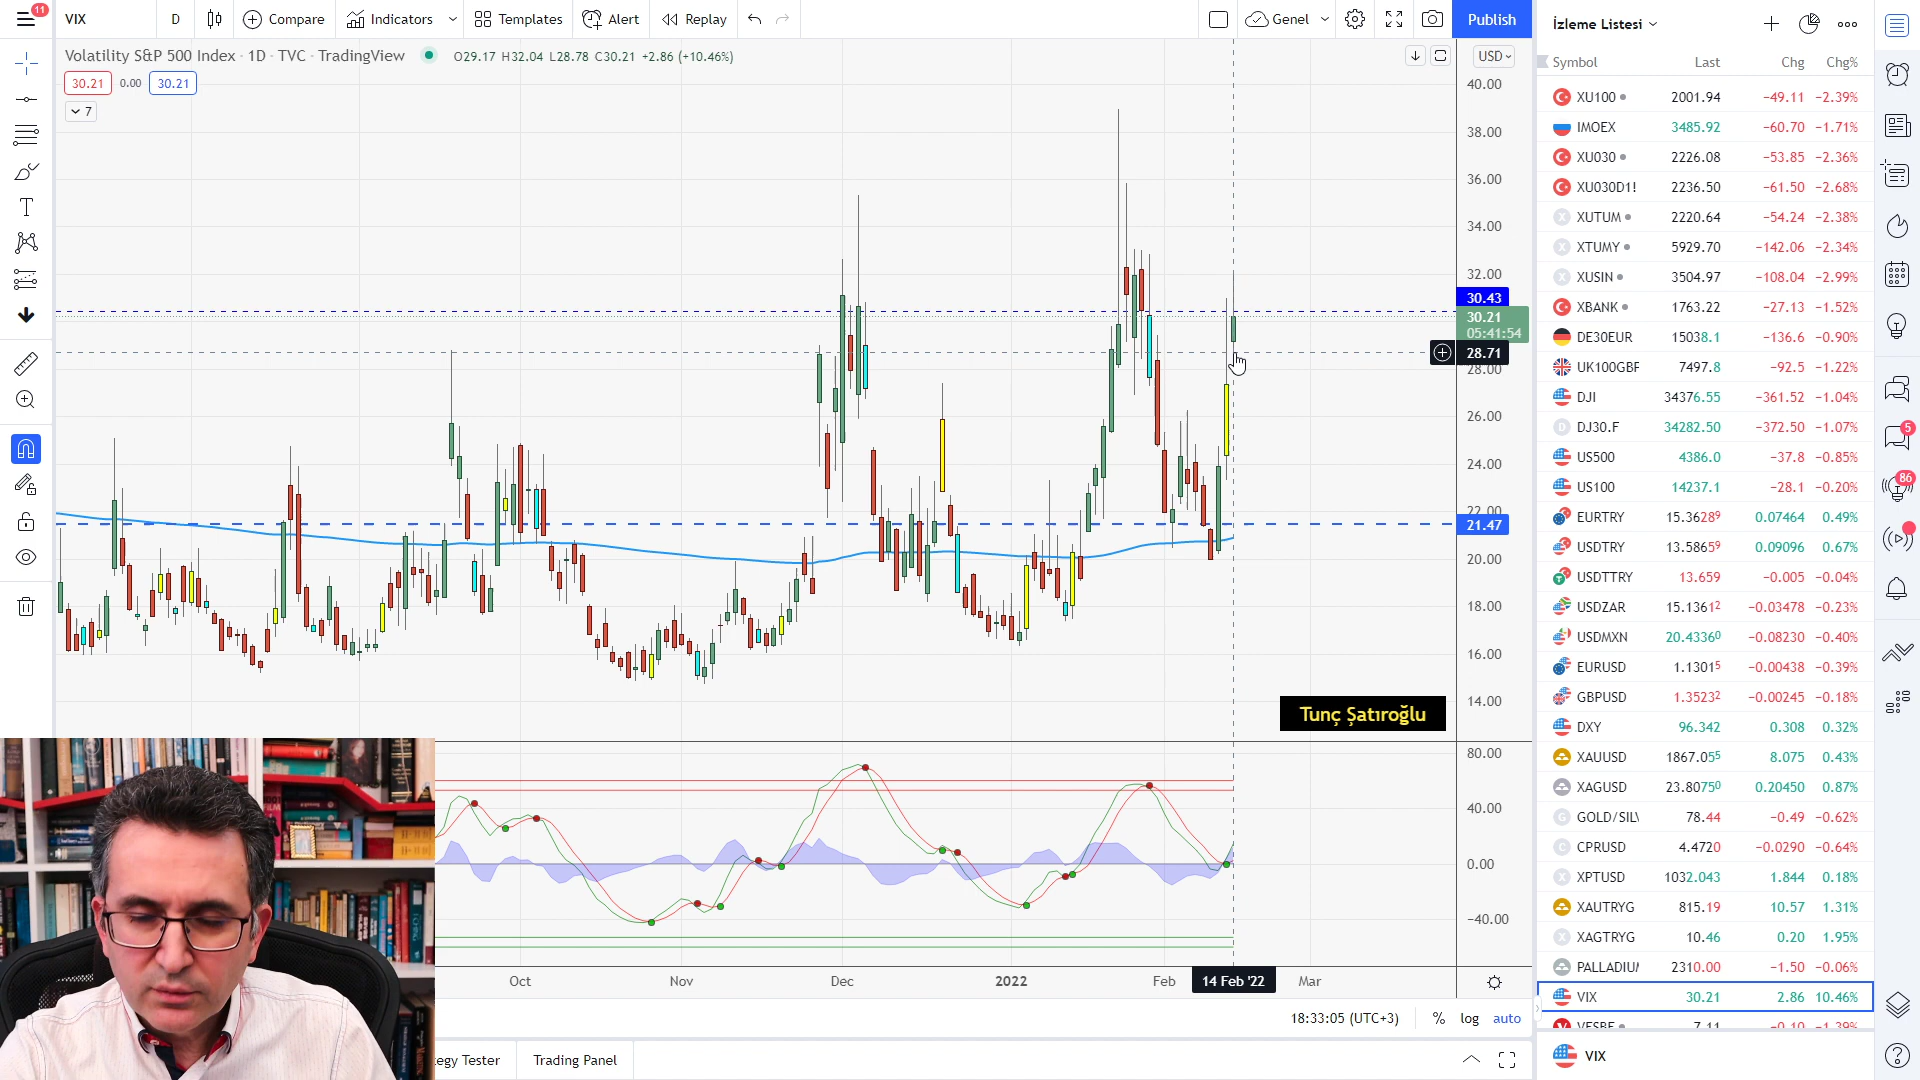 11
VIX
D
Compare
Indicators
Templates
Alert
Replay
Genel
Publish
İzleme Listesi
Volatility S&P 500 Index · 1D · TVC · TradingView
O29.17 H32.04 L28.78 C30.21 +2.86 (+10.46%)
USD
30.21 0.00 30.21
7
40.00
38.00
36.00
34.00
32.00
30.43
30.21
05:41:54
28.71
28.00
26.00
24.00
22.00
21.47
20.00
18.00
16.00
14.00
Tunç Şatıroğlu
80.00
40.00
0.00
−40.00
Oct Nov Dec 2022 Feb 14 Feb '22 Mar
18:33:05 (UTC+3) % log auto
tegy Tester
Trading Panel
Symbol Last Chg Chg%
XU100 2001.94 −49.11 −2.39%
IMOEX 3485.92 −60.70 −1.71%
XU030 2226.08 −53.85 −2.36%
XU030D1! 2236.50 −61.50 −2.68%
XUTUM 2220.64 −54.24 −2.38%
XTUMY 5929.70 −142.06 −2.34%
XUSIN 3504.97 −108.04 −2.99%
XBANK 1763.22 −27.13 −1.52%
DE30EUR 15038.1 −136.6 −0.90%
UK100GBP 7497.8 −92.5 −1.22%
DJI 34376.55 −361.52 −1.04%
DJ30.F 34282.50 −372.50 −1.07%
US500 4386.0 −37.8 −0.85%
US100 14237.1 −28.1 −0.20%
EURTRY 15.36289 0.07464 0.49%
USDTRY 13.58659 0.09096 0.67%
USDTTRY 13.659 −0.005 −0.04%
USDZAR 15.13612 −0.03478 −0.23%
USDMXN 20.43360 −0.08230 −0.40%
EURUSD 1.13015 −0.00438 −0.39%
GBPUSD 1.35232 −0.00245 −0.18%
DXY 96.342 0.308 0.32%
XAUUSD 1867.055 8.075 0.43%
XAGUSD 23.80750 0.20450 0.87%
GOLD/SIL 78.44 −0.49 −0.62%
CPRUSD 4.4720 −0.0290 −0.64%
XPTUSD 1032.043 1.844 0.18%
XAUTRYG 815.19 10.57 1.31%
XAGTRYG 10.46 0.20 1.95%
PALLADIU 2310.00 −1.50 −0.06%
VIX 30.21 2.86 10.46%
VESBE 7.11 −0.10 −1.39%
VIX
5
86